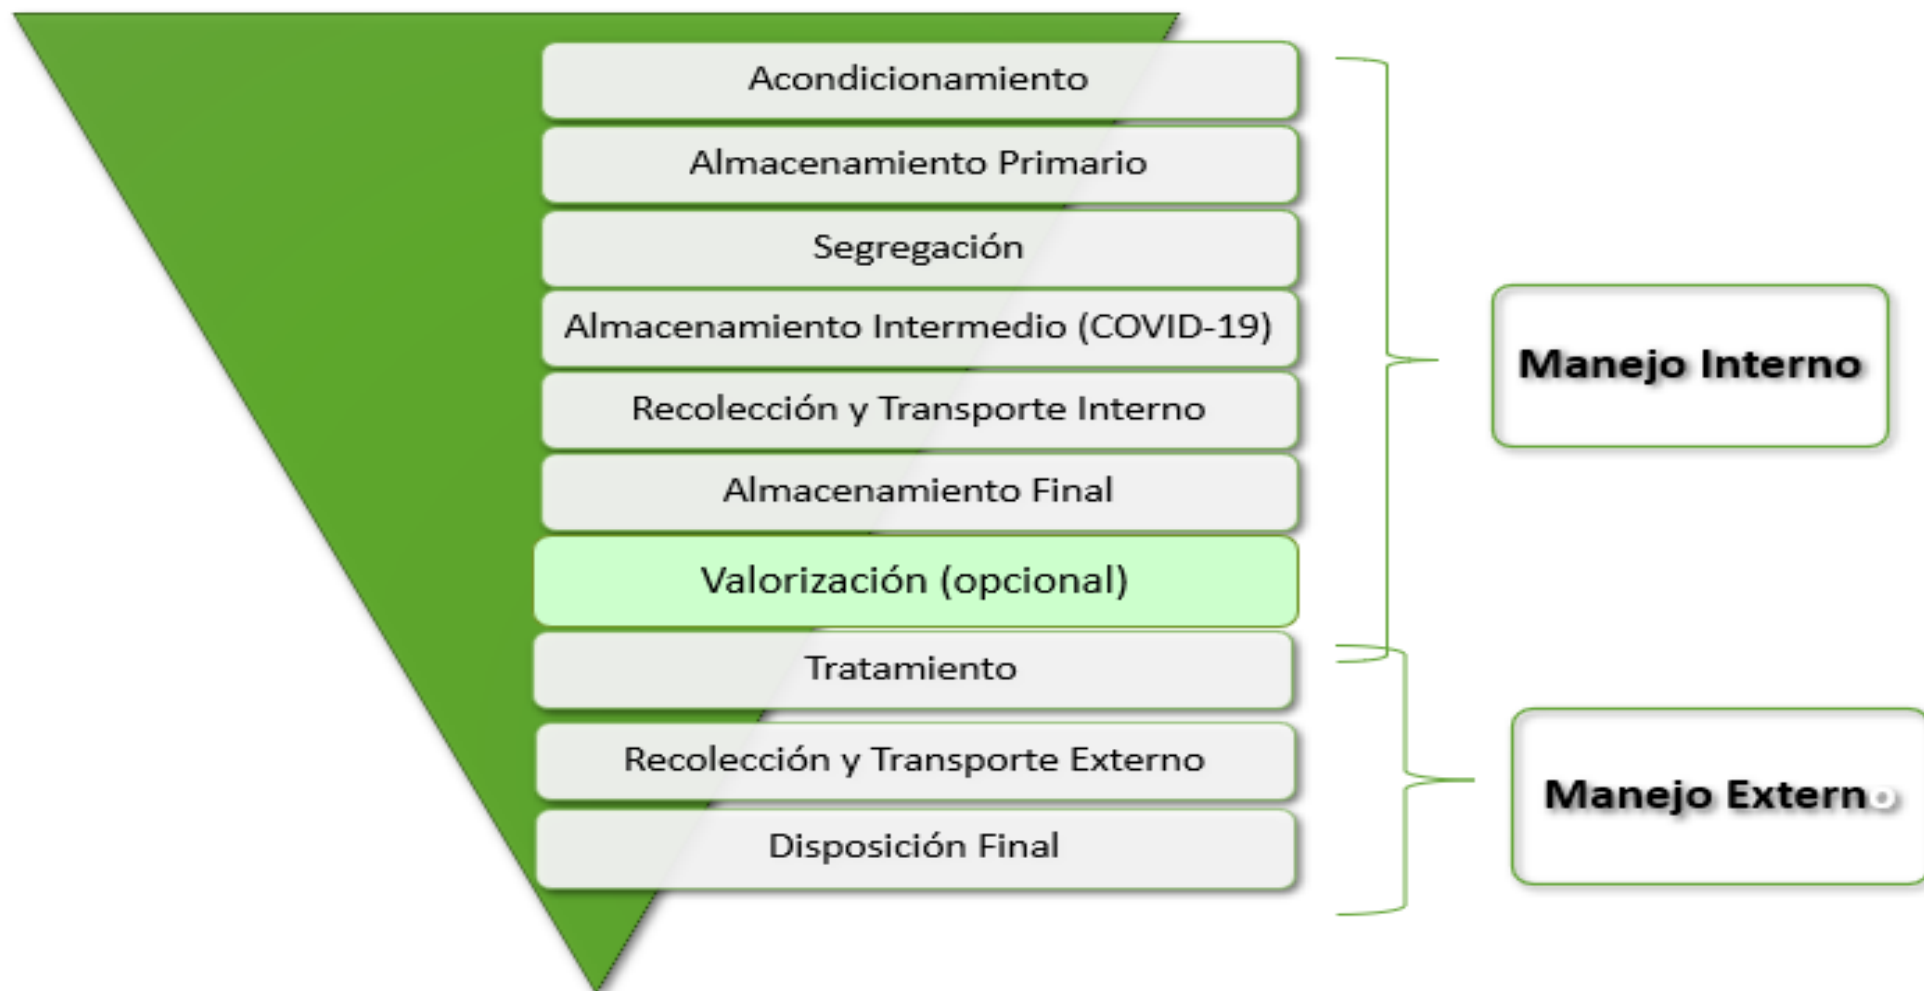 Acondicionamiento
Almacenamiento Primario
Segregación
Almacenamiento Intermedio (COVID-19)
Recolección y Transporte Interno
Almacenamiento Final
Valorización (opcional)
Tratamiento
Recolección y Transporte Externo
Disposición Final
Manejo Interno
Manejo Externo